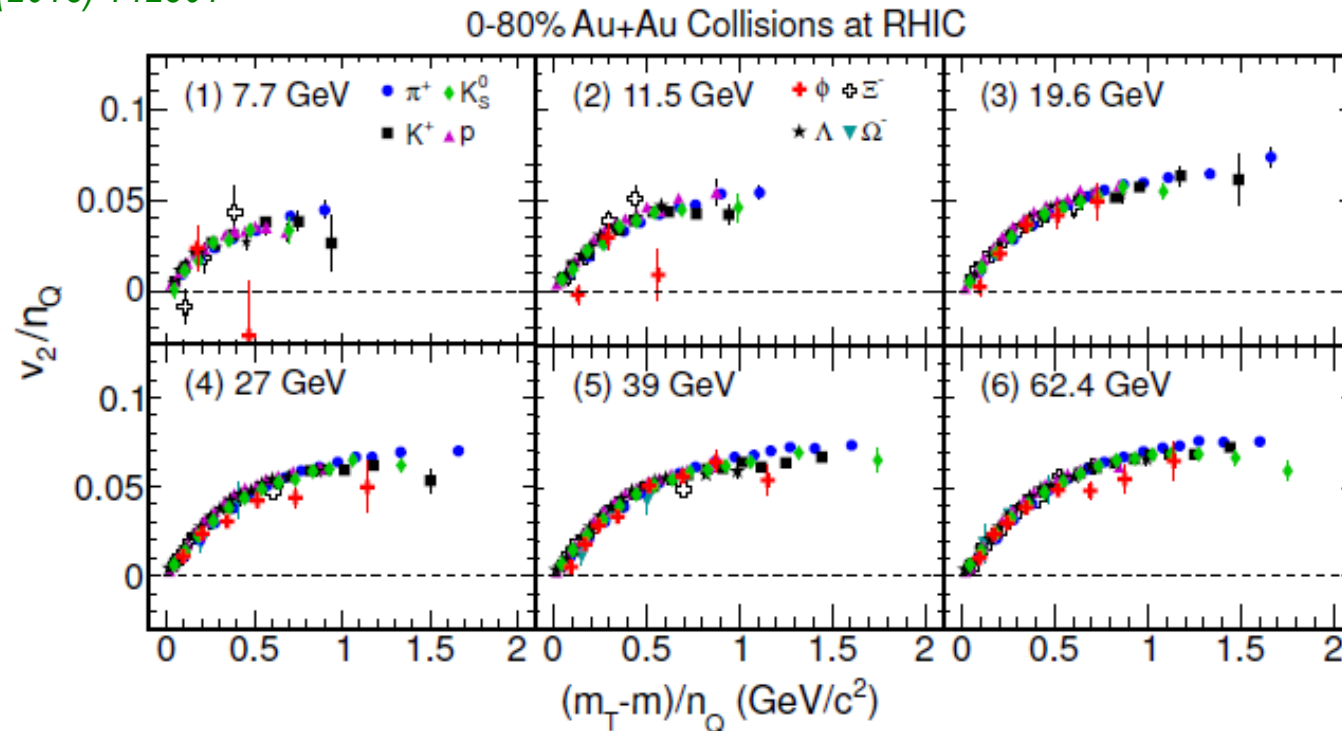 0-80% Au+Au Collisions at RHIC
(1) 7.7 GeV
π⁺ K⁰ₛ
K⁺ p
(2) 11.5 GeV
ϕ Ξ⁻
Λ Ω⁻
(3) 19.6 GeV
0.1
0.05
0
(4) 27 GeV
(5) 39 GeV
(6) 62.4 GeV
0.1
0.05
0
v₂/n_Q
0 0.5 1 1.5 2 0 0.5 1 1.5 2 0 0.5 1 1.5 2
(m_T-m)/n_Q (GeV/c²)